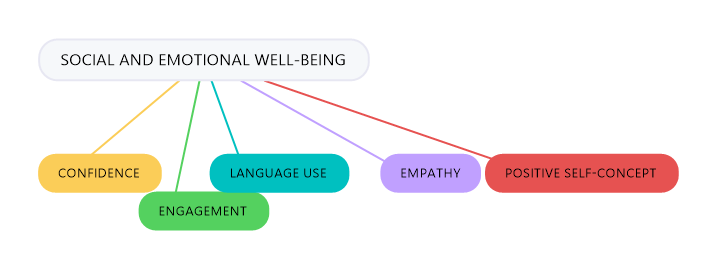 SOCIAL AND EMOTIONAL WELL-BEING
CONFIDENCE
LANGUAGE USE
EMPATHY
POSITIVE SELF-CONCEPT
ENGAGEMENT